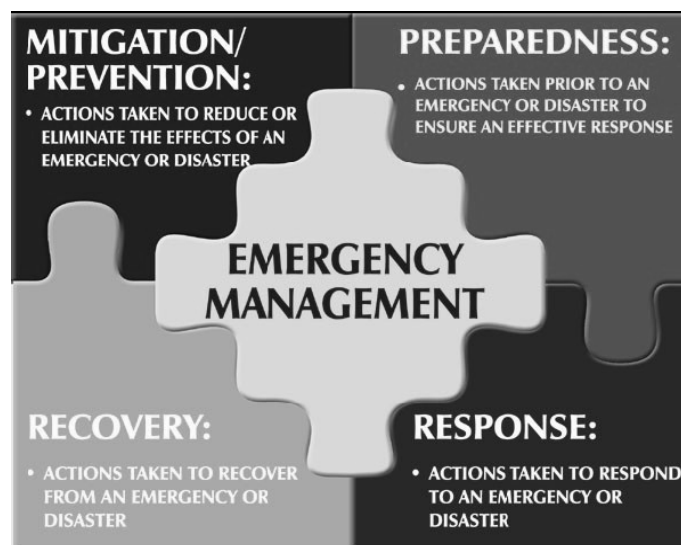 MITIGATION/
PREVENTION:
• ACTIONS TAKEN TO REDUCE OR
ELIMINATE THE EFFECTS OF AN
EMERGENCY OR DISASTER
PREPAREDNESS:
• ACTIONS TAKEN PRIOR TO AN
EMERGENCY OR DISASTER TO
ENSURE AN EFFECTIVE RESPONSE
EMERGENCY
MANAGEMENT
RECOVERY:
• ACTIONS TAKEN TO RECOVER
FROM AN EMERGENCY OR
DISASTER
RESPONSE:
• ACTIONS TAKEN TO RESPOND
TO AN EMERGENCY OR
DISASTER